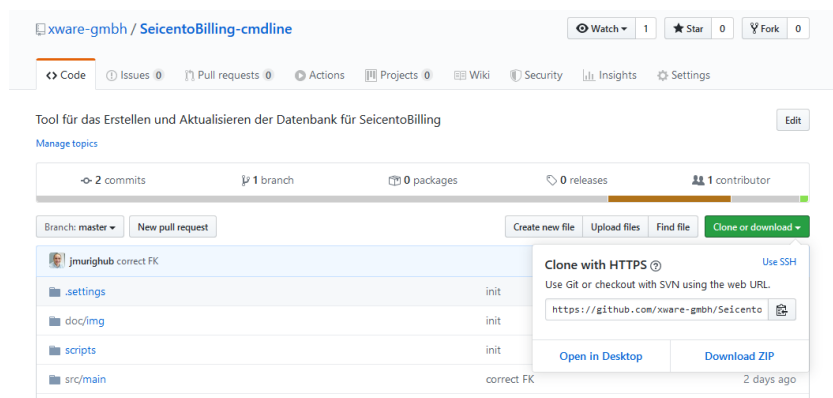 xware-gmbh / SeicentoBilling-cmdline
Watch 1 Star 0 Fork 0
<> Code Issues 0 Pull requests 0 Actions Projects 0 Wiki Security Insights Settings
Tool für das Erstellen und Aktualisieren der Datenbank für SeicentoBilling
Edit
Manage topics
2 commits 1 branch 0 packages 0 releases 1 contributor
Branch: master New pull request Create new file Upload files Find file Clone or download
jmurighub correct FK
Clone with HTTPS Use SSH
Use Git or checkout with SVN using the web URL.
https://github.com/xware-gmbh/Seicento
Open in Desktop Download ZIP
.settings init
doc/img init
scripts init
src/main correct FK 2 days ago